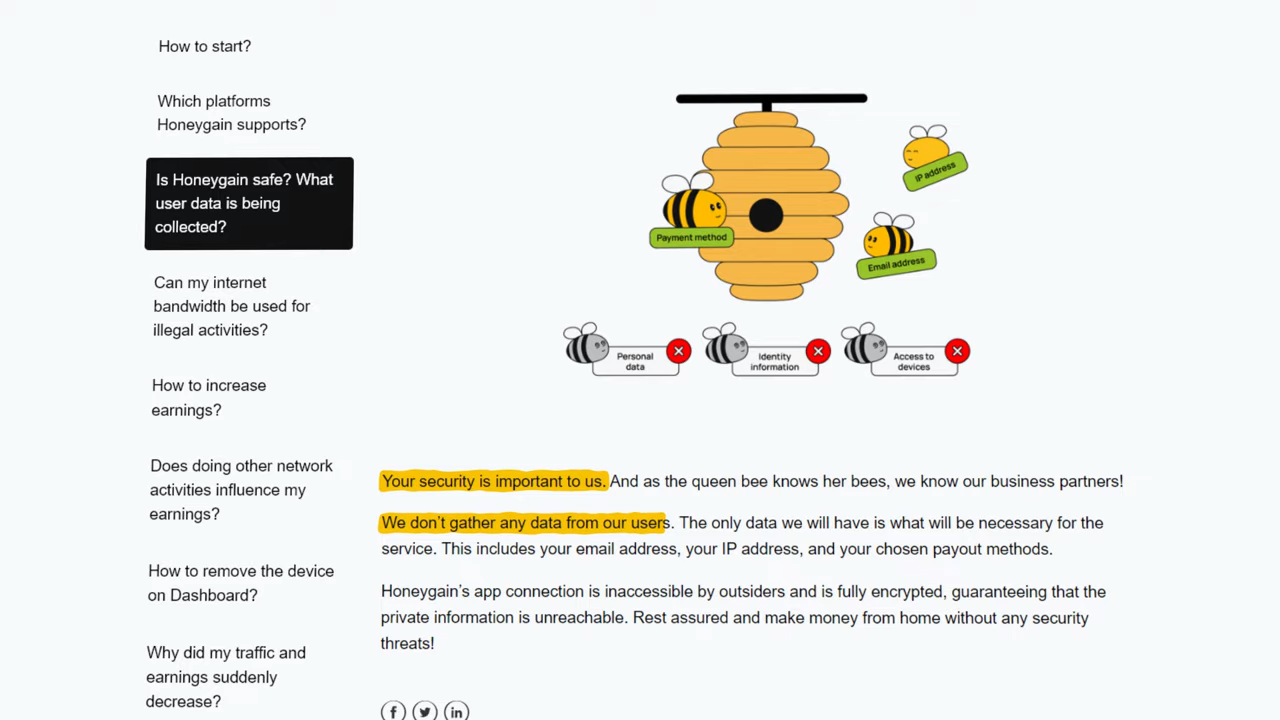 How to start?
Which platforms
Honeygain supports?
Is Honeygain safe? What
user data is being
collected?
Can my internet
bandwidth be used for
illegal activities?
How to increase
earnings?
Does doing other network
activities influence my
earnings?
How to remove the device
on Dashboard?
Why did my traffic and
earnings suddenly
decrease?
IP address
Payment method
Email address
Personal
data
Identity
information
Access to
devices
Your security is important to us. And as the queen bee knows her bees, we know our business partners!
We don’t gather any data from our users. The only data we will have is what will be necessary for the
service. This includes your email address, your IP address, and your chosen payout methods.
Honeygain’s app connection is inaccessible by outsiders and is fully encrypted, guaranteeing that the
private information is unreachable. Rest assured and make money from home without any security
threats!